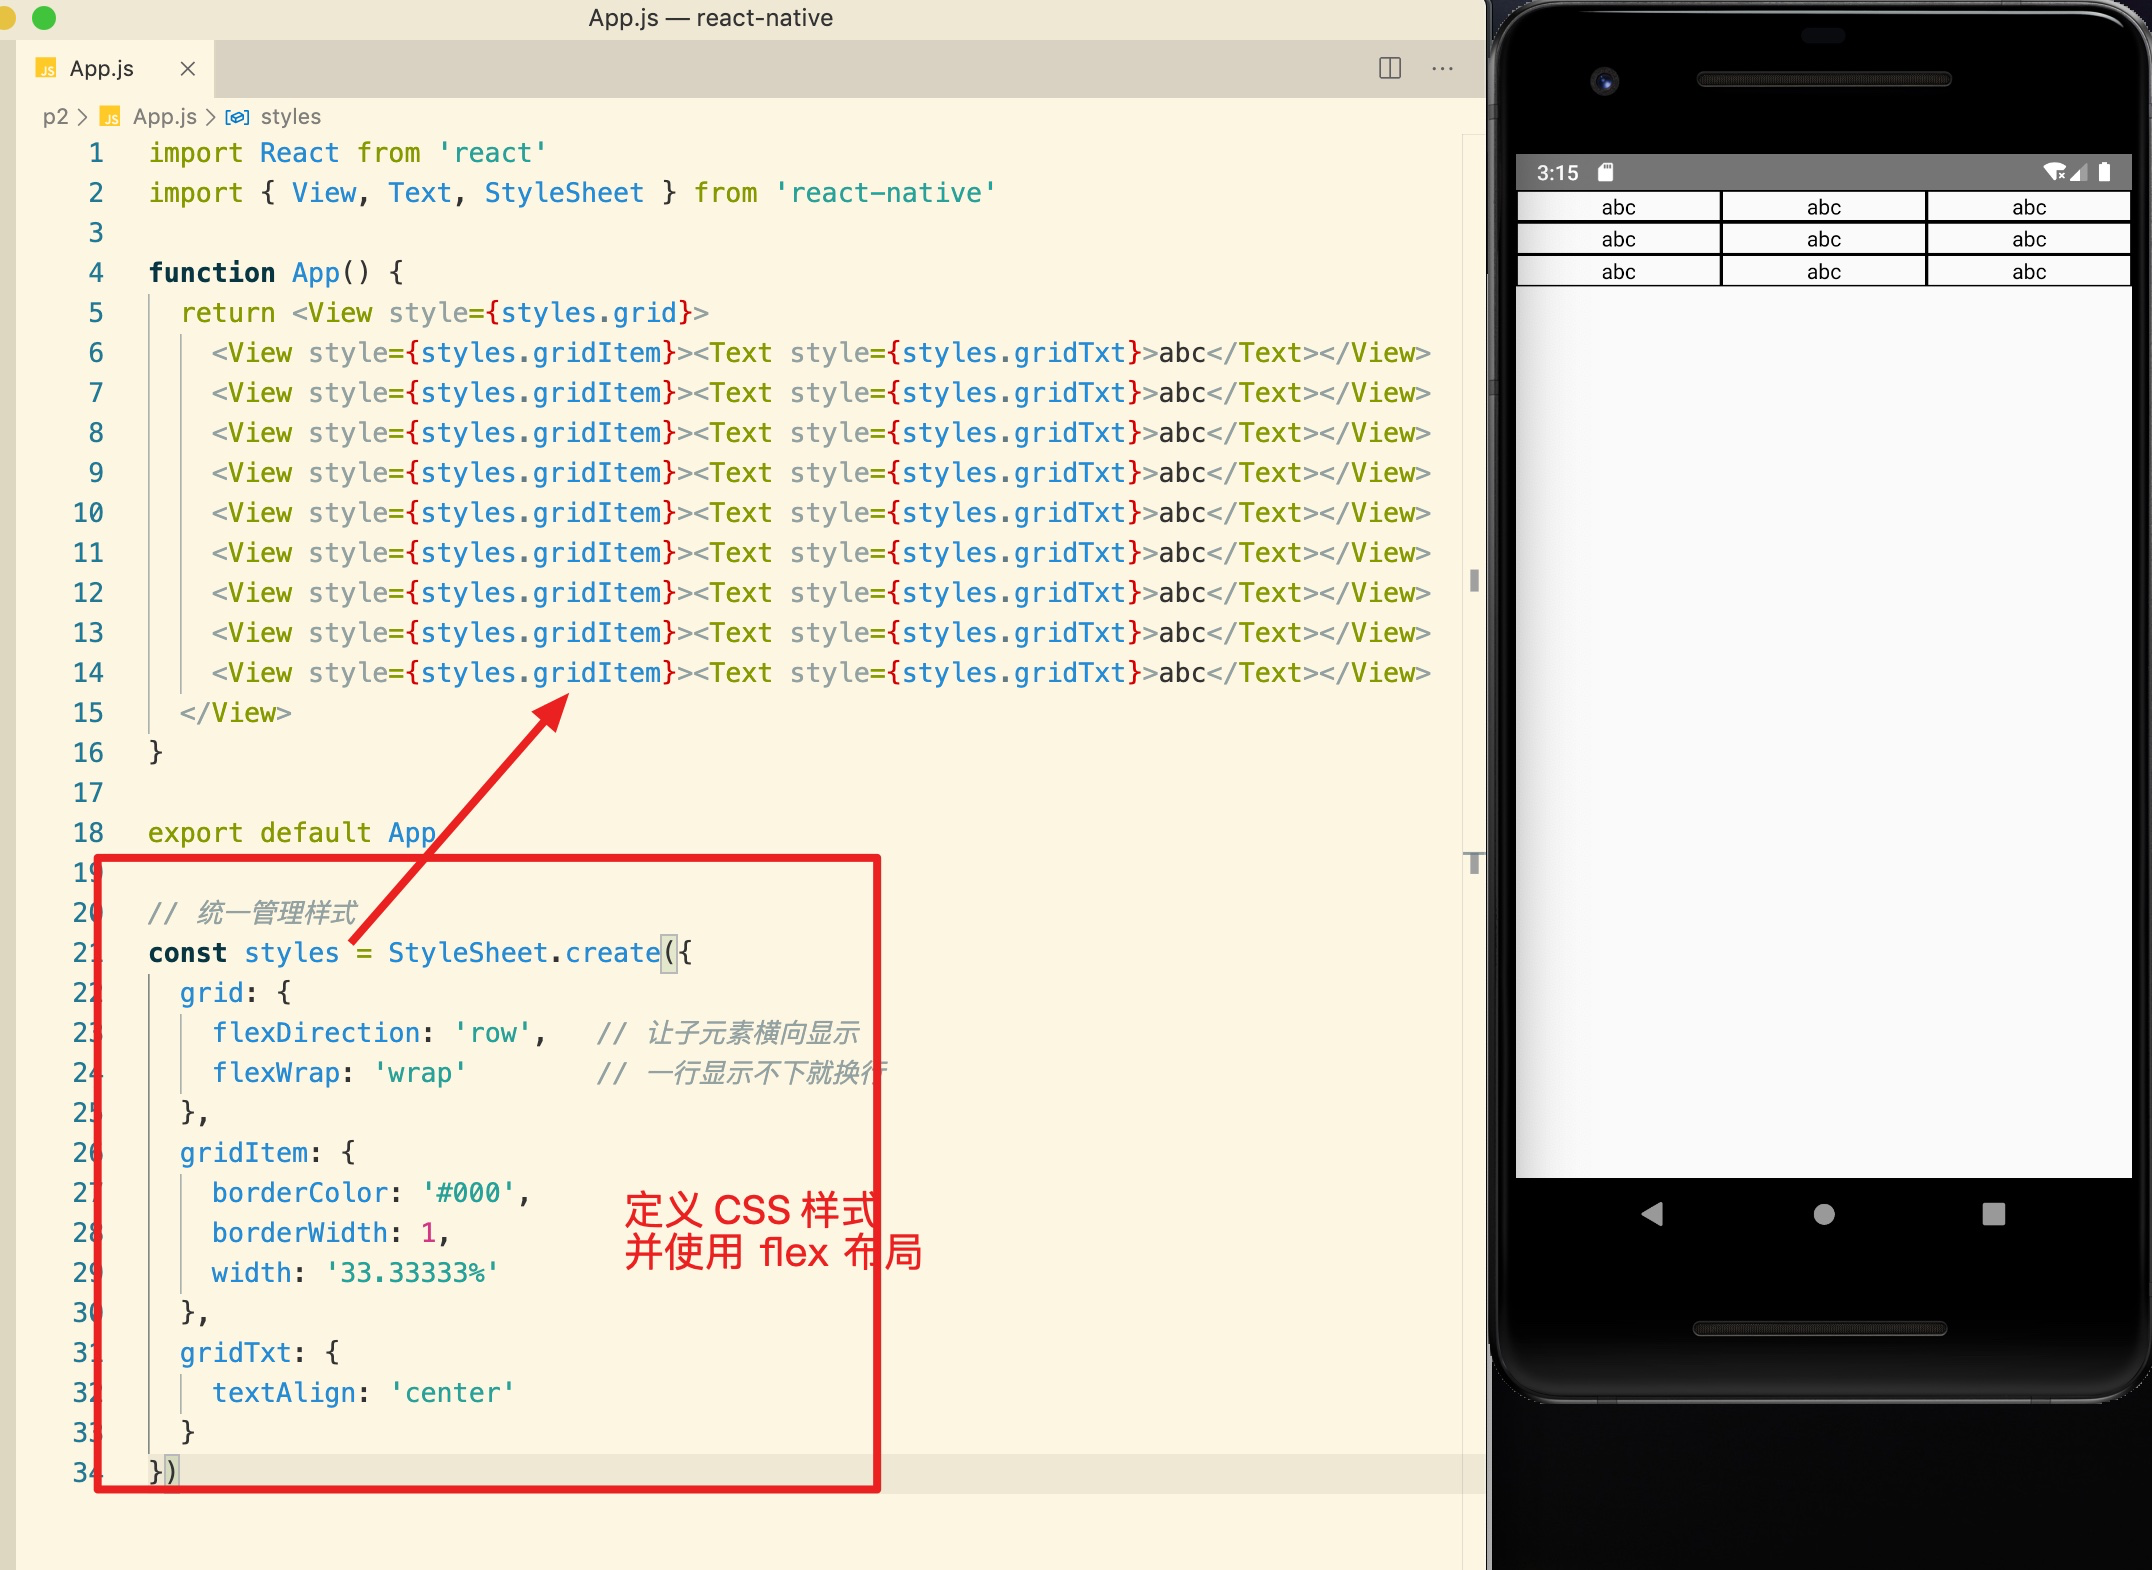 App.js — react-native
App.js
p2 > App.js > styles
1 import React from 'react'
2 import { View, Text, StyleSheet } from 'react-native'
3
4 function App() {
5 return <View style={styles.grid}>
6 <View style={styles.gridItem}><Text style={styles.gridTxt}>abc</Text></View>
7 <View style={styles.gridItem}><Text style={styles.gridTxt}>abc</Text></View>
8 <View style={styles.gridItem}><Text style={styles.gridTxt}>abc</Text></View>
9 <View style={styles.gridItem}><Text style={styles.gridTxt}>abc</Text></View>
10 <View style={styles.gridItem}><Text style={styles.gridTxt}>abc</Text></View>
11 <View style={styles.gridItem}><Text style={styles.gridTxt}>abc</Text></View>
12 <View style={styles.gridItem}><Text style={styles.gridTxt}>abc</Text></View>
13 <View style={styles.gridItem}><Text style={styles.gridTxt}>abc</Text></View>
14 <View style={styles.gridItem}><Text style={styles.gridTxt}>abc</Text></View>
15 </View>
16 }
17
18 export default App
19
20 // 统一管理样式
21 const styles = StyleSheet.create({
22 grid: {
23 flexDirection: 'row', // 让子元素横向显示
24 flexWrap: 'wrap' // 一行显示不下就换行
25 },
26 gridItem: {
27 borderColor: '#000',
28 borderWidth: 1,
29 width: '33.33333%'
30 },
31 gridTxt: {
32 textAlign: 'center'
33 }
34 })
定义 CSS 样式
并使用 flex 布局
3:15
abc abc abc
abc abc abc
abc abc abc